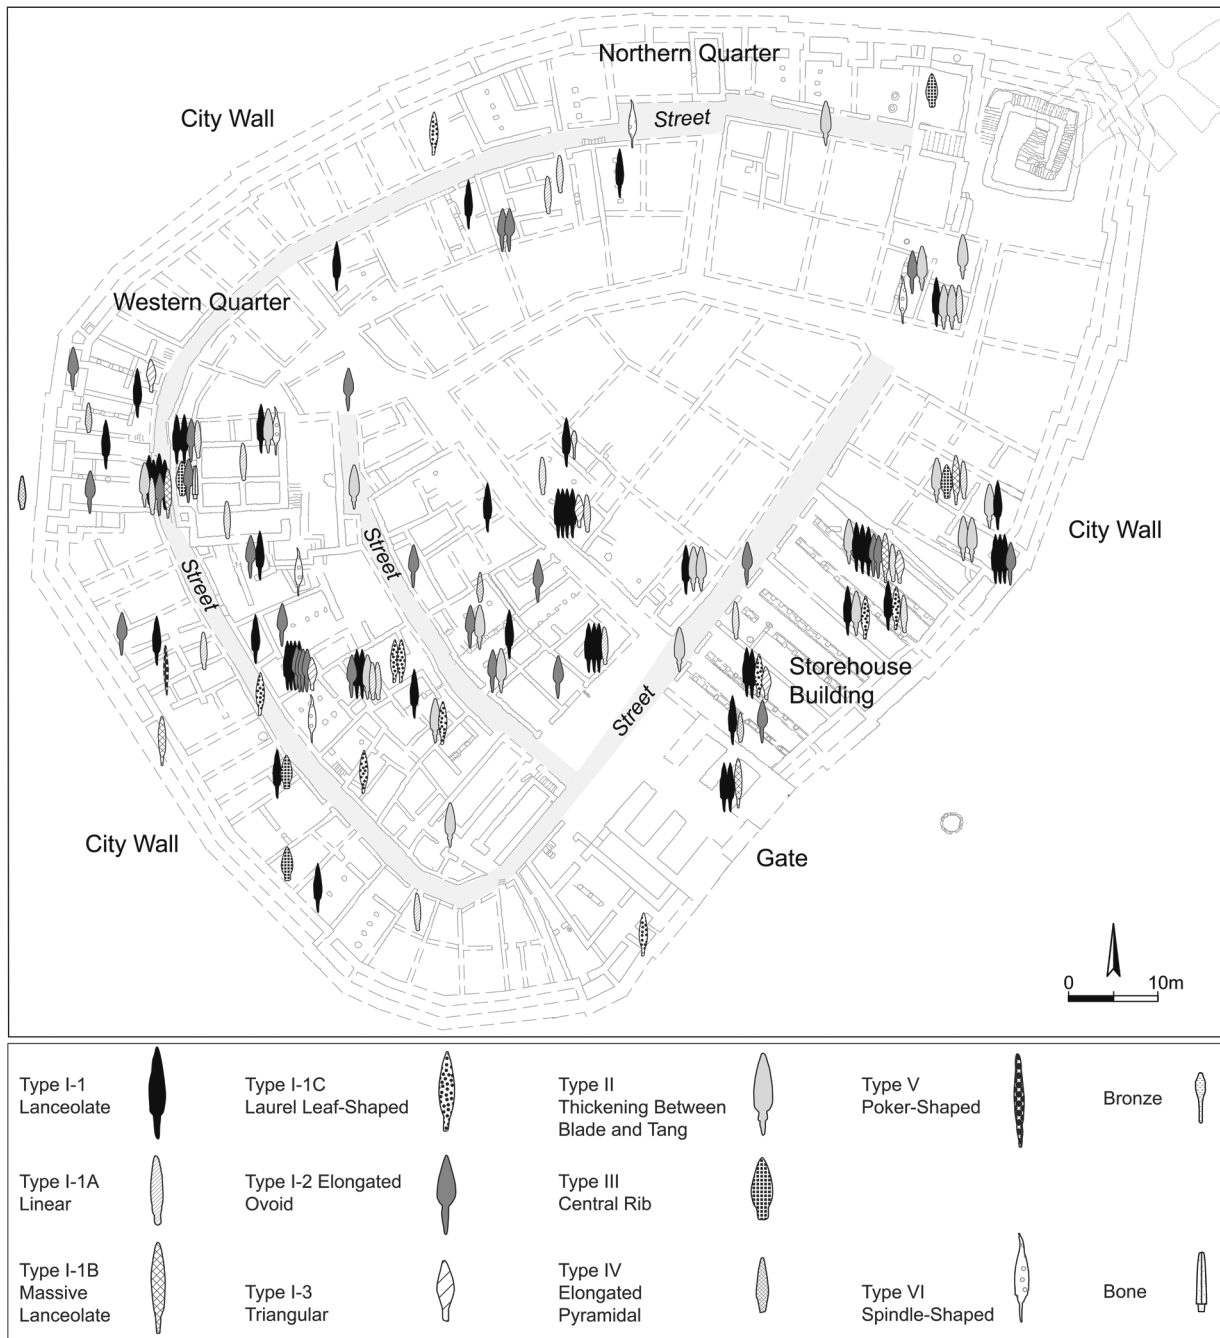 Northern Quarter
City Wall
Street
Western Quarter
City Wall
Street
Street
Storehouse
Building
Street
City Wall
Gate
0 10m
Type I-1
Lanceolate
Type I-1C
Laurel Leaf-Shaped
Type II
Thickening Between
Blade and Tang
Type V
Poker-Shaped
Bronze
Type I-1A
Linear
Type I-2 Elongated
Ovoid
Type III
Central Rib
Type I-1B
Massive
Lanceolate
Type I-3
Triangular
Type IV
Elongated
Pyramidal
Type VI
Spindle-Shaped
Bone